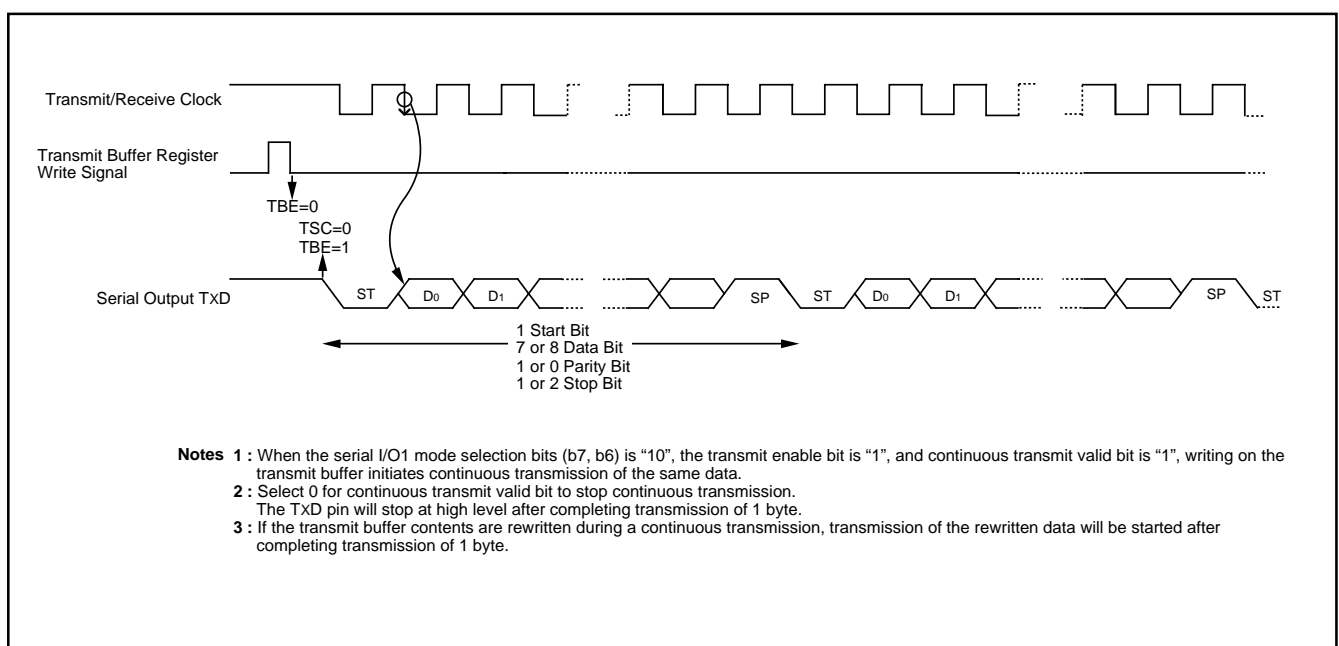 Transmit/Receive Clock
Transmit Buffer Register
Write Signal
TBE=0
TSC=0
TBE=1
Serial Output TXD
ST
D0
D1
SP
ST
D0
D1
SP
ST
1 Start Bit
7 or 8 Data Bit
1 or 0 Parity Bit
1 or 2 Stop Bit
Notes 1 : When the serial I/O1 mode selection bits (b7, b6) is “10”, the transmit enable bit is “1”, and continuous transmit valid bit is “1”, writing on the
transmit buffer initiates continuous transmission of the same data.
2 : Select 0 for continuous transmit valid bit to stop continuous transmission.
The TXD pin will stop at high level after completing transmission of 1 byte.
3 : If the transmit buffer contents are rewritten during a continuous transmission, transmission of the rewritten data will be started after
completing transmission of 1 byte.